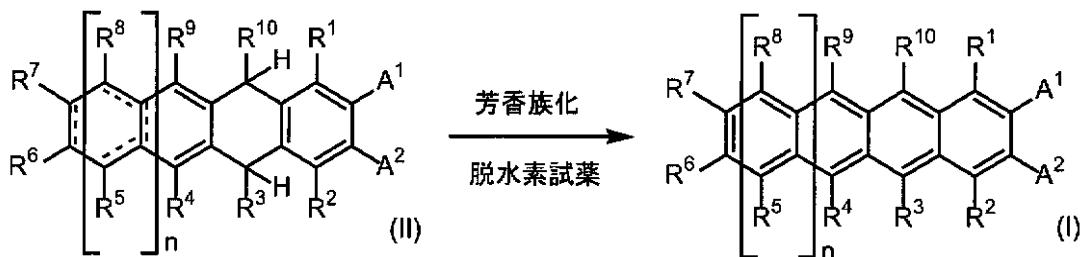 R⁸ R⁹ R¹⁰ H R¹
R⁷ A¹
R⁶ A²
R⁵ R⁴ R³ H R²
n
(II)
芳香族化
脱水素試薬
R⁸ R⁹ R¹⁰ R¹
R⁷ A¹
R⁶ A²
R⁵ R⁴ R³ R²
n
(I)